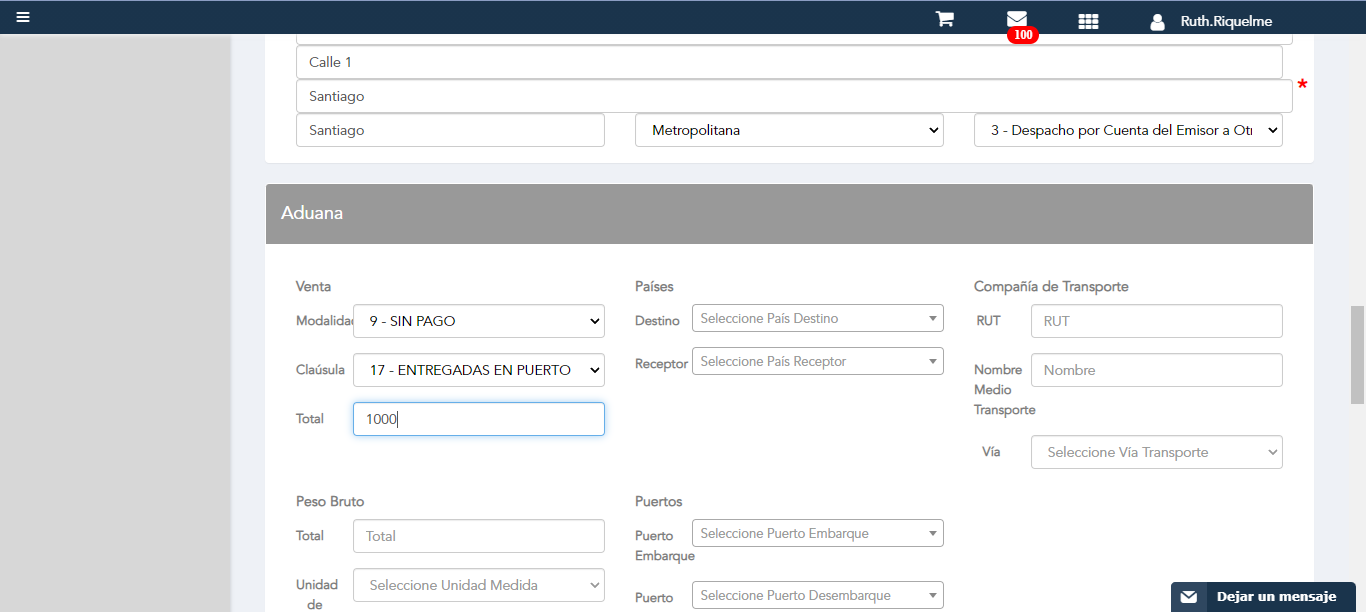 Ruth.Riquelme
100
Calle 1
Santiago
*
Santiago
Metropolitana
3 - Despacho por Cuenta del Emisor a Otr
Aduana
Venta
Modalidad
9 - SIN PAGO
Claúsula
17 - ENTREGADAS EN PUERTO
Total
1000
Países
Destino
Seleccione País Destino
Receptor
Seleccione País Receptor
Compañía de Transporte
RUT
RUT
Nombre
Medio
Transporte
Nombre
Vía
Seleccione Vía Transporte
Peso Bruto
Total
Total
Unidad
de
Seleccione Unidad Medida
Puertos
Puerto
Embarque
Seleccione Puerto Embarque
Puerto
Seleccione Puerto Desembarque
Dejar un mensaje